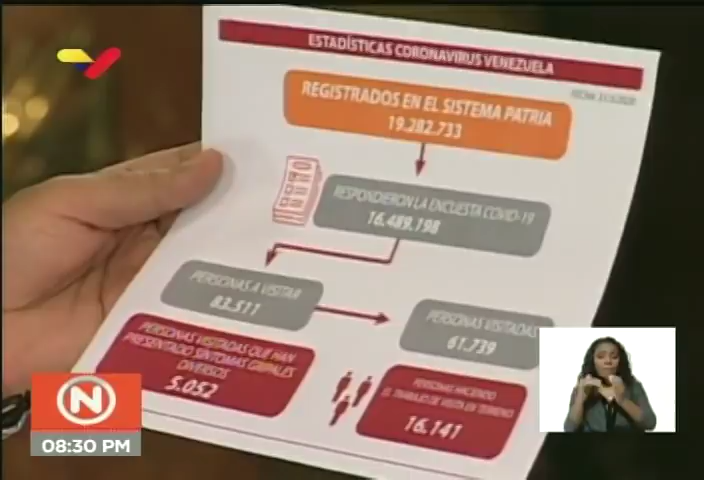 ESTADÍSTICAS CORONAVIRUS VENEZUELA
REGISTRADOS EN EL SISTEMA PATRIA
19.282.733
RESPONDIERON LA ENCUESTA COVID-19
16.489.198
PERSONAS A VISITAR
83.511
PERSONAS VISITADAS
61.739
PERSONAS VISITADAS QUE HAN
PRESENTADO SÍNTOMAS GRIPALES
DIVERSOS
5.052
PERSONAS HACIENDO
EL TRABAJO DE VISITA EN TERRENO
16.141
N
08:30 PM